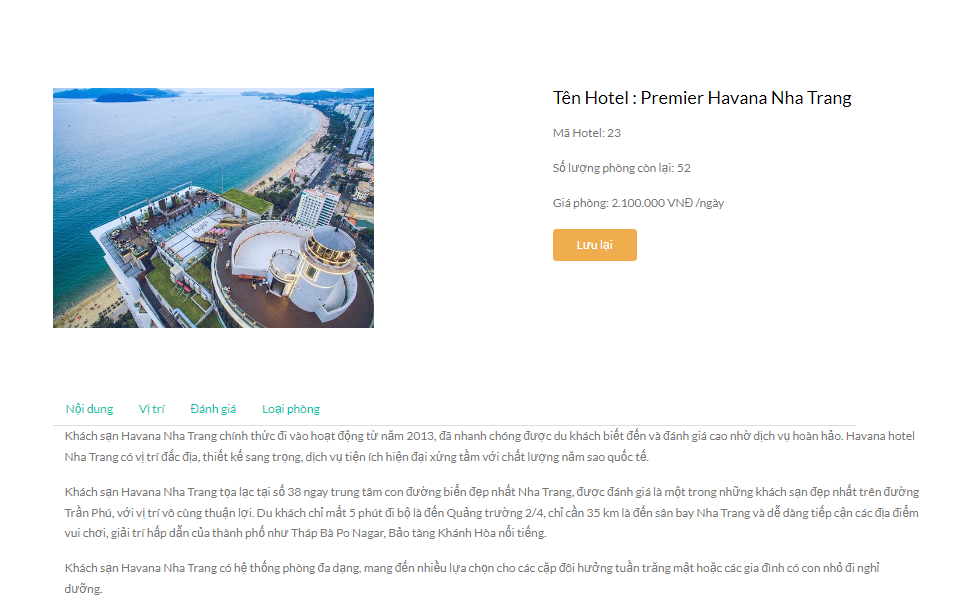 Tên Hotel : Premier Havana Nha Trang
Mã Hotel: 23
Số lượng phòng còn lại: 52
Giá phòng: 2.100.000 VNĐ /ngày
Lưu lại
Nội dung Vị trí Đánh giá Loại phòng
Khách sạn Havana Nha Trang chính thức đi vào hoạt động từ năm 2013, đã nhanh chóng được du khách biết đến và đánh giá cao nhờ dịch vụ hoàn hảo. Havana hotel
Nha Trang có vị trí đắc địa, thiết kế sang trọng, dịch vụ tiện ích hiện đại xứng tầm với chất lượng năm sao quốc tế.
Khách sạn Havana Nha Trang tọa lạc tại số 38 ngay trung tâm con đường biển đẹp nhất Nha Trang, được đánh giá là một trong những khách sạn đẹp nhất trên đường
Trần Phú, với vị trí vô cùng thuận lợi. Du khách chỉ mất 5 phút đi bộ là đến Quảng trường 2/4, chỉ cần 35 km là đến sân bay Nha Trang và dễ dàng tiếp cận các địa điểm
vui chơi, giải trí hấp dẫn của thành phố như Tháp Bà Po Nagar, Bảo tàng Khánh Hòa nổi tiếng.
Khách sạn Havana Nha Trang có hệ thống phòng đa dạng, mang đến nhiều lựa chọn cho các cặp đôi hưởng tuần trăng mật hoặc các gia đình có con nhỏ đi nghỉ
dưỡng.